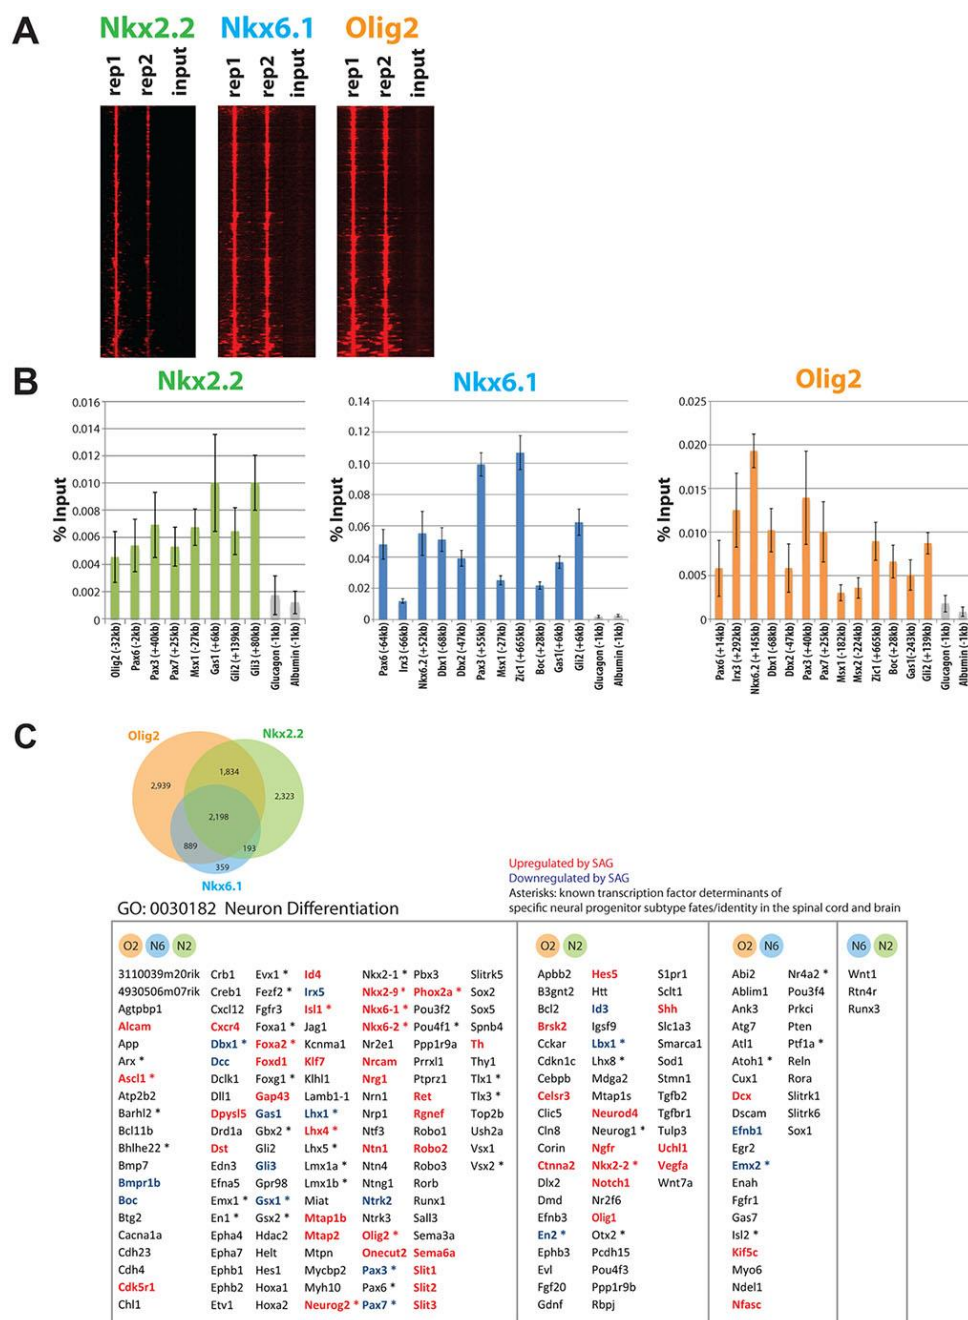 A
Nkx2.2 Nkx6.1 Olig2
rep1 rep2 input rep1 rep2 input rep1 rep2 input
B
Nkx2.2
% Input
0.016
0.014
0.012
0.010
0.008
0.006
0.004
0.002
0
Olig2 (-32kb)
Pax6 (-2kb)
Pax3 (+40kb)
Pax7 (+25kb)
Msx1 (-27kb)
Gas1 (+6kb)
Gli2 (+139kb)
Gli3 (+80kb)
Glucagon (-1kb)
Albumin (-1kb)
Nkx6.1
% Input
0.14
0.12
0.10
0.08
0.06
0.04
0.02
0
Pax6 (-64kb)
Irx3 (-66kb)
Nkx6.2 (+52kb)
Dbx1 (-68kb)
Dbx2 (-47kb)
Pax3 (+55kb)
Msx1 (-27kb)
Zic1 (+665kb)
Boc (+28kb)
Gas1 (+6kb)
Gli2 (+6kb)
Glucagon (-1kb)
Albumin (-1kb)
Olig2
% Input
0.025
0.020
0.015
0.010
0.005
0
Pax6 (+14kb)
Irx3 (+292kb)
Nkx6.2 (+145kb)
Dbx1 (-68kb)
Dbx2 (-47kb)
Pax3 (+40kb)
Pax7 (+25kb)
Msx1 (-182kb)
Msx2 (-224kb)
Zic1 (+665kb)
Boc (+28kb)
Gas1(-243kb)
Gli2 (+139kb)
Glucagon (-1kb)
Albumin (-1kb)
C
Olig2
Nkx2.2
1,834
2,939
2,323
2,198
889
193
359
Nkx6.1
Upregulated by SAG
Downregulated by SAG
Asterisks: known transcription factor determinants of
specific neural progenitor subtype fates/identity in the spinal cord and brain
GO: 0030182 Neuron Differentiation
O2 N6 N2
3110039m20rik Crb1 Evx1 * Id4 Nkx2-1 * Pbx3 Slitrk5
4930506m07rik Creb1 Fezf2 * Irx5 Nkx2-9 * Phox2a * Sox2
Agtpbp1 Cxcl12 Fgfr3 Isl1 * Nkx6-1 * Pou3f2 Sox5
Alcam Cxcr4 Foxa1 * Jag1 Nkx6-2 * Pou4f1 * Spnb4
App Dbx1 * Foxa2 * Kcnma1 Nr2e1 Ppp1r9a Th
Arx * Dcc Foxd1 Klf7 Nrcam Prrxl1 Thy1
Ascl1 * Dclk1 Foxg1 * Klhl1 Nrg1 Ptprz1 Tlx1 *
Atp2b2 Dll1 Gap43 Lamb1-1 Nrn1 Ret Tlx3 *
Barhl2 * Dpysl5 Gas1 Lhx1 * Nrp1 Rgnef Top2b
Bcl11b Drd1a Gbx2 * Lhx4 * Ntf3 Robo1 Ush2a
Bhlhe22 * Dst Gli2 Lhx5 * Ntn1 Robo2 Vsx1
Bmp7 Edn3 Gli3 Lmx1a * Ntn4 Robo3 Vsx2 *
Bmpr1b Efna5 Gpr98 Lmx1b * Ntng1 Rorb
Boc Emx1 * Gsx1 * Miat Ntrk2 Runx1
Btg2 En1 * Gsx2 * Mtap1b Ntrk3 Sall3
Cacna1a Epha4 Hdac2 Mtap2 Olig2 * Sema3a
Cdh23 Epha7 Helt Mtpn Onecut2 Sema6a
Cdh4 Ephb1 Hes1 Mycbp2 Pax3 * Slit1
Cdk5r1 Ephb2 Hoxa1 Myh10 Pax6 * Slit2
Chl1 Etv1 Hoxa2 Neurog2 * Pax7 * Slit3
O2 N2
Apbb2 Hes5 S1pr1
B3gnt2 Htt Sclt1
Bcl2 Id3 Shh
Brsk2 Igsf9 Slc1a3
Cckar Lbx1 * Smarca1
Cdkn1c Lhx8 * Sod1
Cebpb Mdga2 Stmn1
Celsr3 Mtap1s Tgfb2
Clic5 Neurod4 Tgfbr1
Cln8 Neurog1 * Tulp3
Corin Ngfr Uchl1
Ctnna2 Nkx2-2 * Vegfa
Dlx2 Notch1 Wnt7a
Dmd Nr2f6
Efnb3 Olig1
En2 * Otx2 *
Ephb3 Pcdh15
Evl Pou4f3
Fgf20 Ppp1r9b
Gdnf Rbpj
O2 N6
Abi2 Nr4a2 *
Ablim1 Pou3f4
Ank3 Prkci
Atg7 Pten
Atl1 Ptf1a *
Atoh1 * Reln
Cux1 Rora
Dcx Slitrk1
Dscam Slitrk6
Efnb1 Sox1
Egr2
Emx2 *
Enah
Fgfr1
Gas7
Isl2 *
Kif5c
Myo6
Ndel1
Nfasc
N6 N2
Wnt1
Rtn4r
Runx3